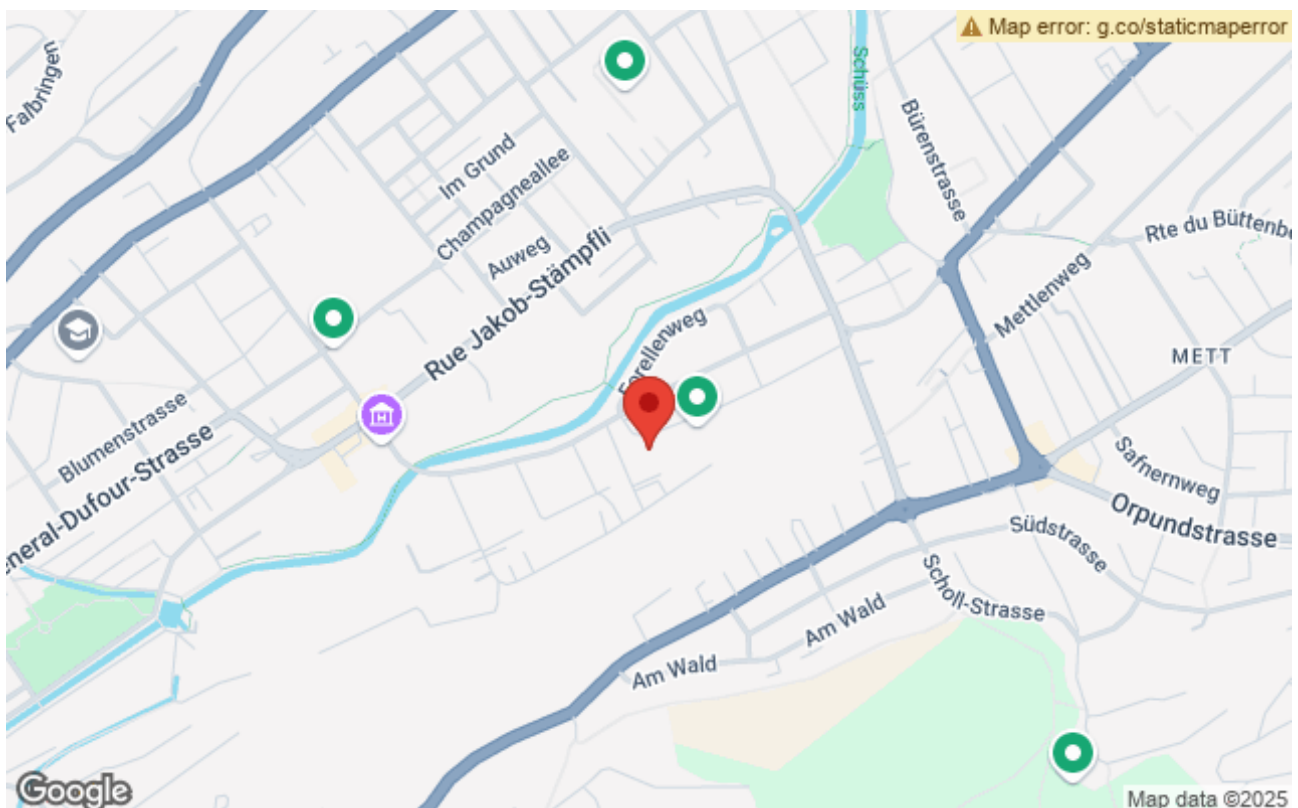 Map error: g.co/staticmaperror
Falbringen
Schüss
Bürenstrasse
Im Grund
Champagneallee
Auweg
Rue Jakob-Stämpfli
Rte du Büttenbe
Mettlenweg
Forellenweg
METT
Blumenstrasse
eneral-Dufour-Strasse
Safnernweg
Orpundstrasse
Südstrasse
Scholl-Strasse
Am Wald
Am Wald
H
Google
Map data ©2025